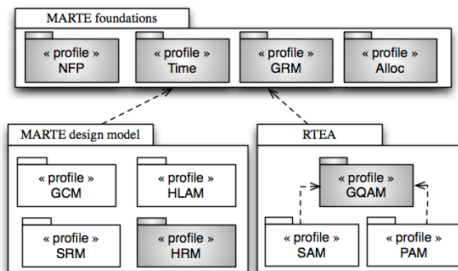 MARTE foundations
« profile » « profile » « profile » « profile »
NFP Time GRM Alloc
MARTE design model
RTEA
« profile » « profile »
GCM HLAM
« profile »
GQAM
« profile » « profile »
SRM HRM
« profile » « profile »
SAM PAM